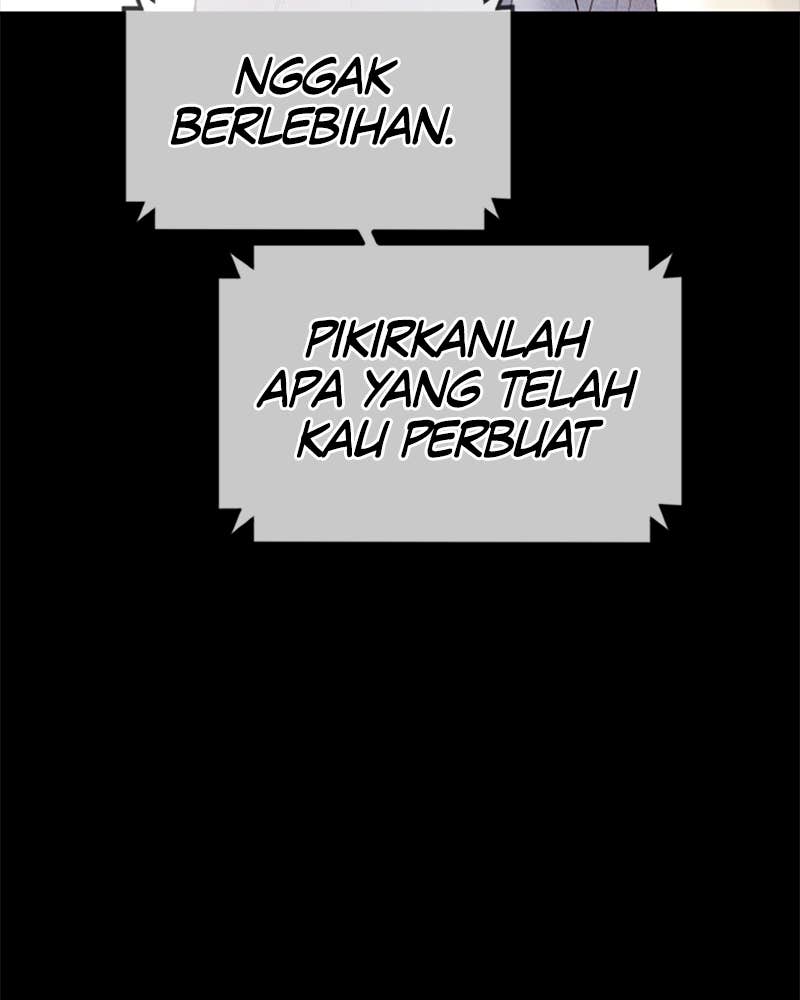 NGGAK
BERLEBIHAN.
PIKIRKANLAH
APA YANG TELAH
KAU PERBUAT